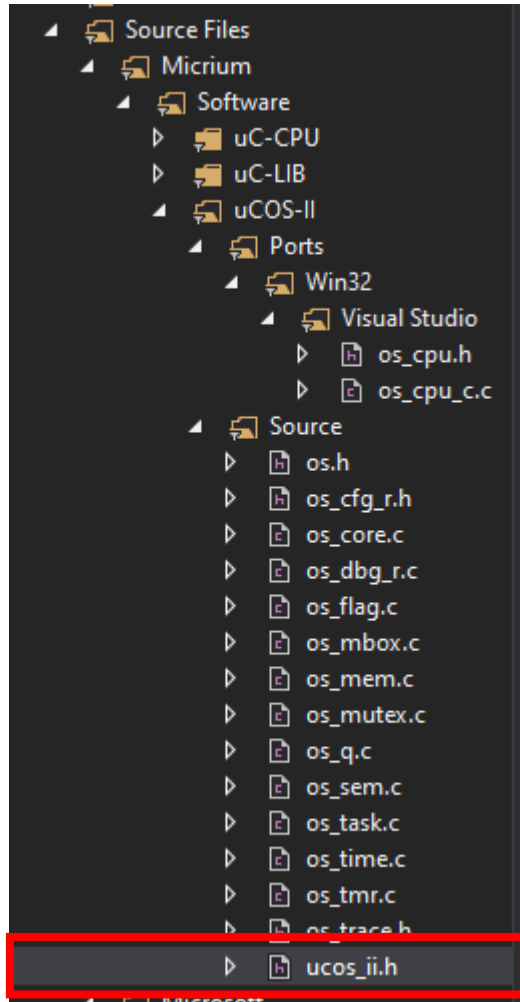 Source Files
Micrium
Software
uC-CPU
uC-LIB
uCOS-II
Ports
Win32
Visual Studio
os_cpu.h
os_cpu_c.c
Source
os.h
os_cfg_r.h
os_core.c
os_dbg_r.c
os_flag.c
os_mbox.c
os_mem.c
os_mutex.c
os_q.c
os_sem.c
os_task.c
os_time.c
os_tmr.c
os_trace.h
ucos_ii.h
Microsoft